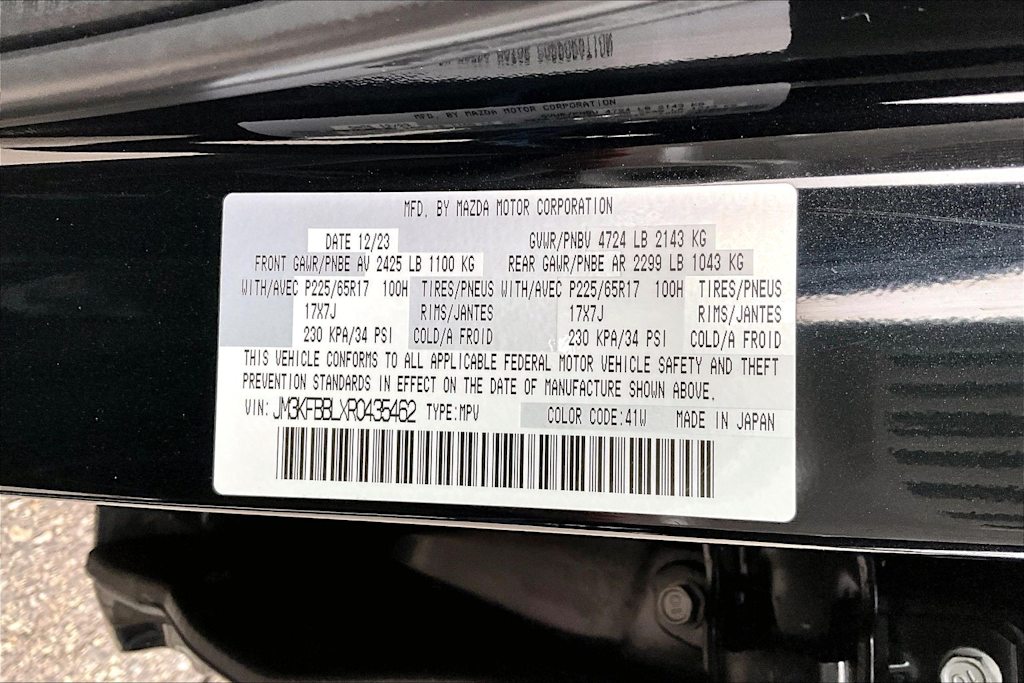 MFD. BY MAZDA MOTOR CORPORATION
MFD. BY MAZDA MOTOR CORPORATION
DATE 12/23 GVWR/PNBV 4724 LB 2143 KG
FRONT GAWR/PNBE AV 2425 LB 1100 KG REAR GAWR/PNBE AR 2299 LB 1043 KG
WITH/AVEC P225/65R17 100H TIRES/PNEUS WITH/AVEC P225/65R17 100H TIRES/PNEUS
17X7J RIMS/JANTES 17X7J RIMS/JANTES
230 KPA/34 PSI COLD/A FROID 230 KPA/34 PSI COLD/A FROID
THIS VEHICLE CONFORMS TO ALL APPLICABLE FEDERAL MOTOR VEHICLE SAFETY AND THEFT
PREVENTION STANDARDS IN EFFECT ON THE DATE OF MANUFACTURE SHOWN ABOVE.
VIN: JM3KFBBLXR0435462 TYPE:MPV COLOR CODE:41W MADE IN JAPAN